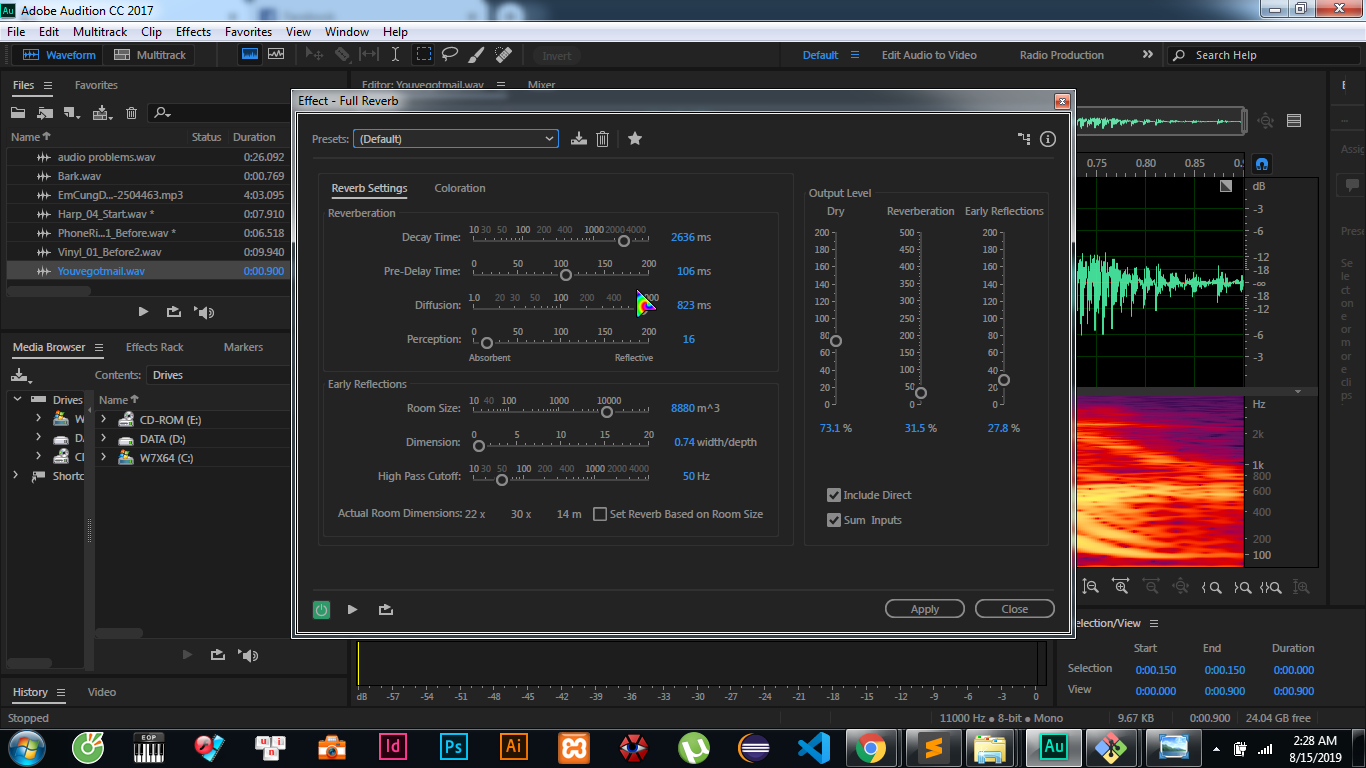 Au Adobe Audition CC 2017
File Edit Multitrack Clip Effects Favorites View Window Help
Waveform Multitrack Invert Default Edit Audio to Video Radio Production Search Help
Files Favorites
Editor: Youvegotmail.wav Mixer
Name Status Duration
audio problems.wav 0:26.092
Bark.wav 0:00.769
EmCungD...-2504463.mp3 4:03.095
Harp_04_Start.wav * 0:07.910
PhoneRi...1_Before.wav * 0:06.518
Vinyl_01_Before2.wav 0:09.940
Youvegotmail.wav 0:00.900
Media Browser Effects Rack Markers
Contents: Drives
Drives
Shortc
Name
CD-ROM (E:)
DATA (D:)
W7X64 (C:)
History Video
Stopped
Effect - Full Reverb
Presets: (Default)
Reverb Settings Coloration
Reverberation
10 30 50 100 200 400 1000 2000 4000
Decay Time: 2636 ms
0 50 100 150 200
Pre-Delay Time: 106 ms
1.0 20 30 50 100 200 400
Diffusion: 823 ms
0 50 100 150 200
Perception: 16
Absorbent Reflective
Early Reflections
10 40 100 1000 10000
Room Size: 8880 m^3
0 5 10 15 20
Dimension: 0.74 width/depth
10 30 50 100 200 400 1000 2000 4000
High Pass Cutoff: 50 Hz
Actual Room Dimensions: 22 x 30 x 14 m Set Reverb Based on Room Size
Output Level
Dry Reverberation Early Reflections
200 500 200
180 450 180
160 400 160
140 350 140
120 300 120
100 250 100
80 200 80
60 150 60
40 100 40
20 50 20
0 0 0
73.1 % 31.5 % 27.8 %
Include Direct
Sum Inputs
Apply Close
0.75 0.80 0.85
dB
-3
-6
-12
-18
-∞
-18
-12
-6
-3
Hz
2k
1k
800
600
400
200
100
Selection/View
Start End Duration
Selection 0:00.150 0:00.150 0:00.000
View 0:00.000 0:00.900 0:00.900
dB -57 -54 -51 -48 -45 -42 -39 -36 -33 -30 -27 -24 -21 -18 -15 -12 -9 -6 -3 0
11000 Hz ● 8-bit ● Mono 9.67 KB 0:00.900 24.04 GB free
EOP Id Ps Ai Au
2:28 AM
8/15/2019